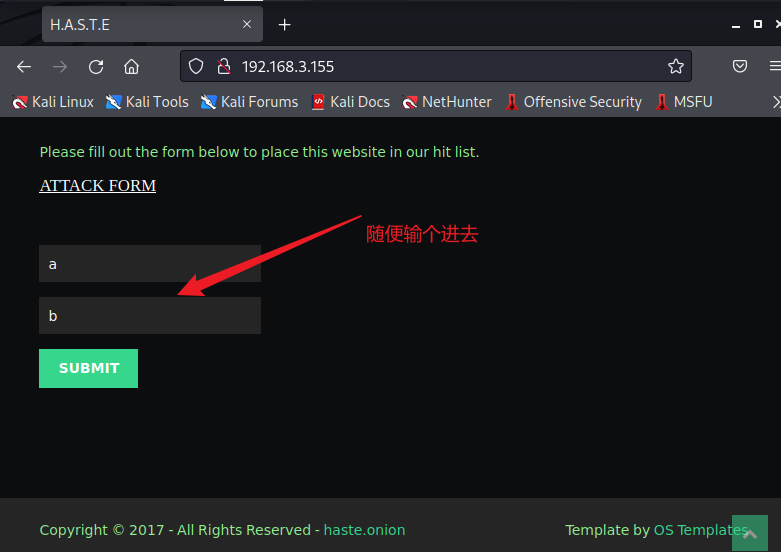 H.A.S.T.E
192.168.3.155
Kali Linux Kali Tools Kali Forums Kali Docs NetHunter Offensive Security MSFU
Please fill out the form below to place this website in our hit list.
ATTACK FORM
随便输个进去
a
b
SUBMIT
Copyright © 2017 - All Rights Reserved - haste.onion
Template by OS Templates